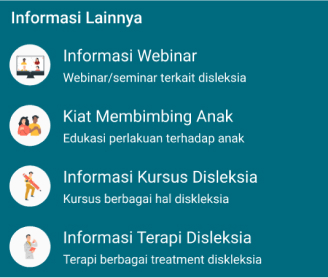 Informasi Lainnya
Informasi Webinar
Webinar/seminar terkait disleksia
Kiat Membimbing Anak
Edukasi perlakuan terhadap anak
Informasi Kursus Disleksia
Kursus berbagai hal diskleksia
Informasi Terapi Disleksia
Terapi berbagai treatment diskleksia